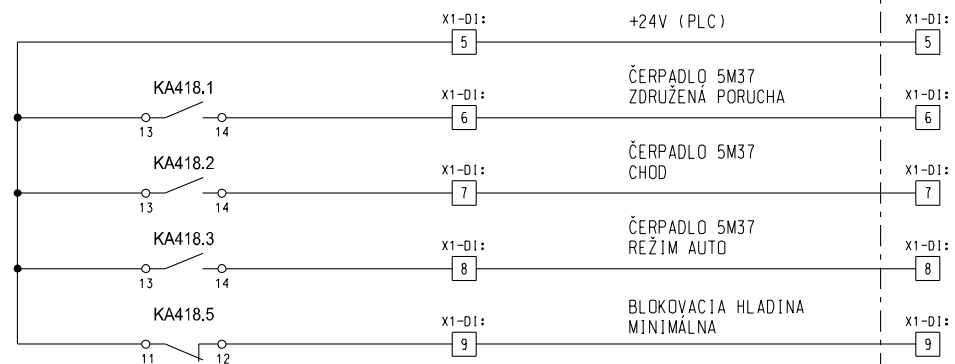 X1-DI: +24V (PLC) X1-DI:
5 5
KA418.1 X1-DI: ČERPADLO 5M37 X1-DI:
ZDRUŽENÁ PORUCHA
13 14 6 6
KA418.2 X1-DI: ČERPADLO 5M37 X1-DI:
CHOD
13 14 7 7
KA418.3 X1-DI: ČERPADLO 5M37 X1-DI:
REŽIM AUTO
13 14 8 8
KA418.5 X1-DI: BLOKOVACIA HLADINA X1-DI:
MINIMÁLNA
11 12 9 9